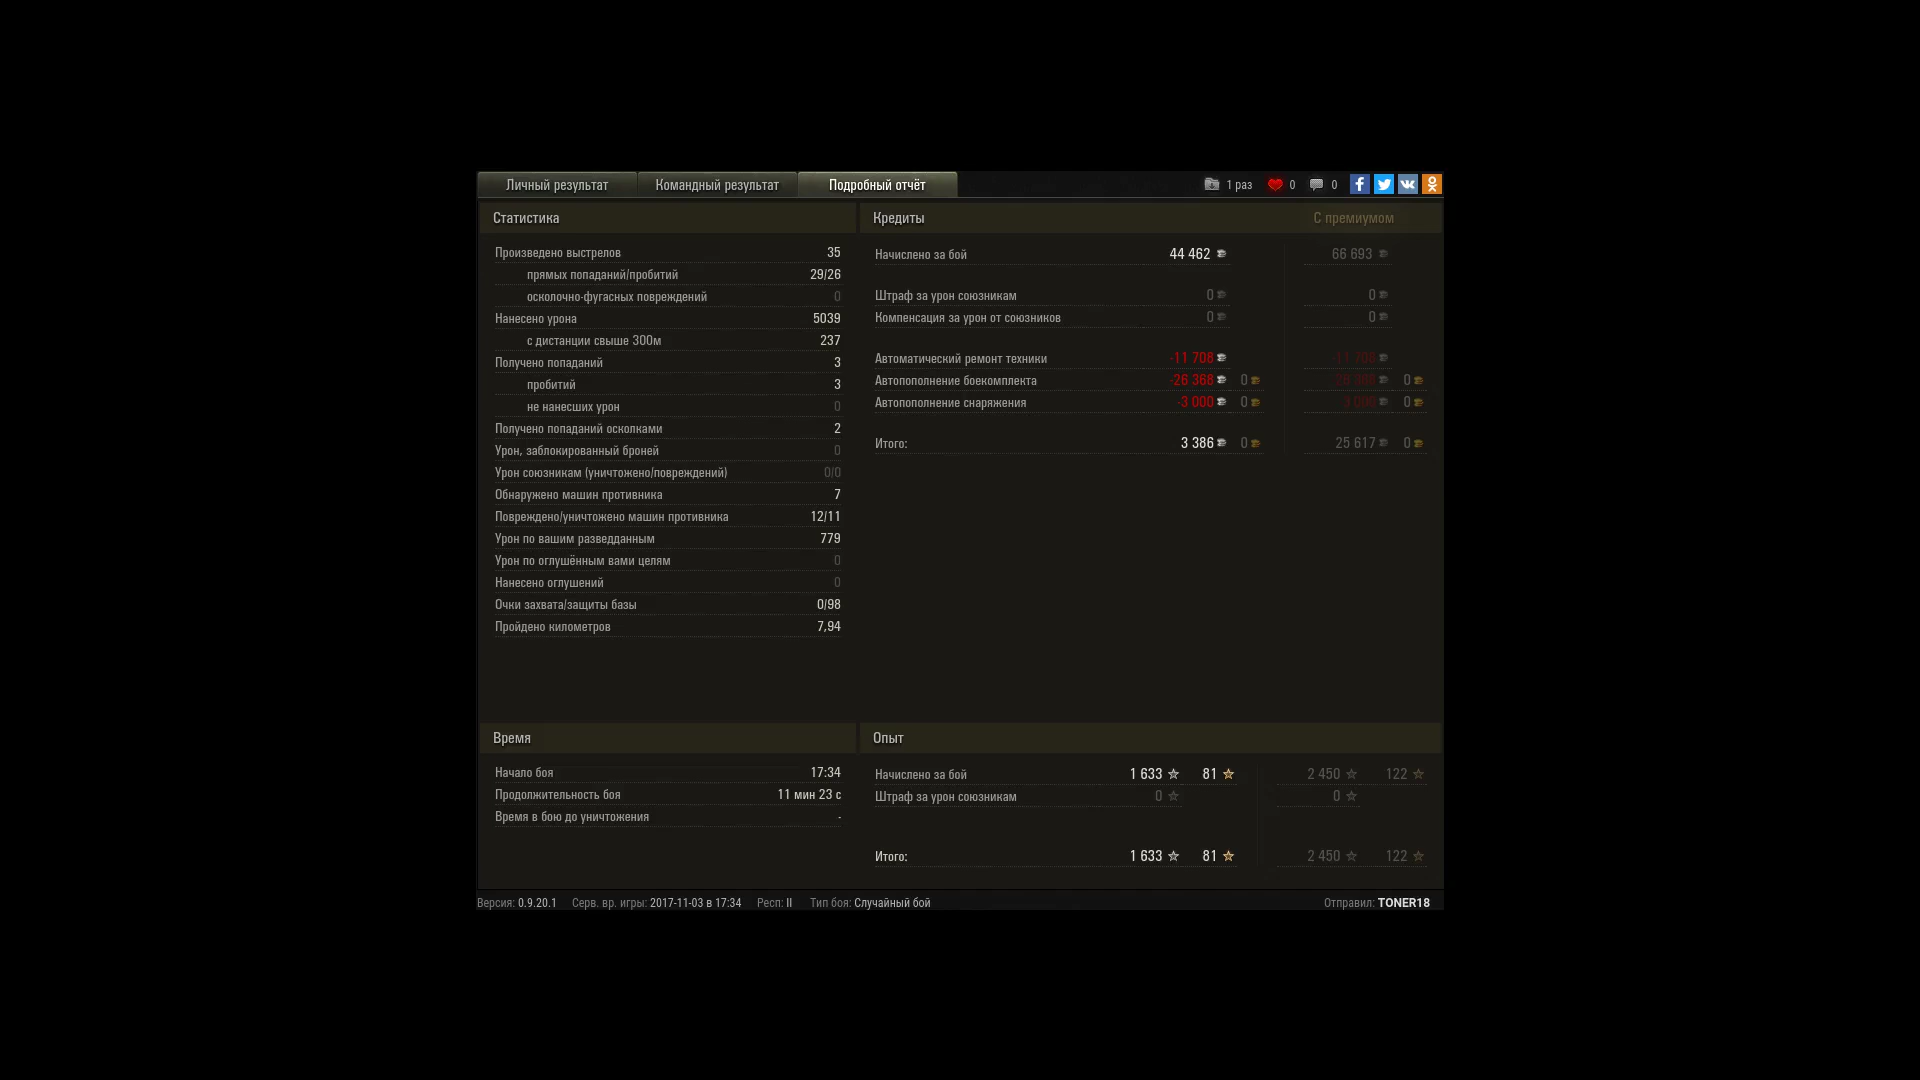 Личный результат Командный результат Подробный отчёт 1 раз 0 0
Статистика
Произведено выстрелов 35
прямых попаданий/пробитий 29/26
осколочно-фугасных повреждений 0
Нанесено урона 5039
с дистанции свыше 300м 237
Получено попаданий 3
пробитий 3
не нанесших урон 0
Получено попаданий осколками 2
Урон, заблокированный броней 0
Урон союзникам (уничтожено/повреждений) 0/0
Обнаружено машин противника 7
Повреждено/уничтожено машин противника 12/11
Урон по вашим разведданным 779
Урон по оглушённым вами целям 0
Нанесено оглушений 0
Очки захвата/защиты базы 0/98
Пройдено километров 7,94
Кредиты С премиумом
Начислено за бой 44 462 66 693
Штраф за урон союзникам 0 0
Компенсация за урон от союзников 0 0
Автоматический ремонт техники -11 708 -11 708
Автопополнение боекомплекта -26 368 0 -26 368 0
Автопополнение снаряжения -3 000 0 -3 000 0
Итого: 3 386 0 25 617 0
Время
Начало боя 17:34
Продолжительность боя 11 мин 23 с
Время в бою до уничтожения -
Опыт
Начислено за бой 1 633 81 2 450 122
Штраф за урон союзникам 0 0
Итого: 1 633 81 2 450 122
Версия: 0.9.20.1 Серв. вр. игры: 2017-11-03 в 17:34 Респ: II Тип боя: Случайный бой Отправил: TONER18